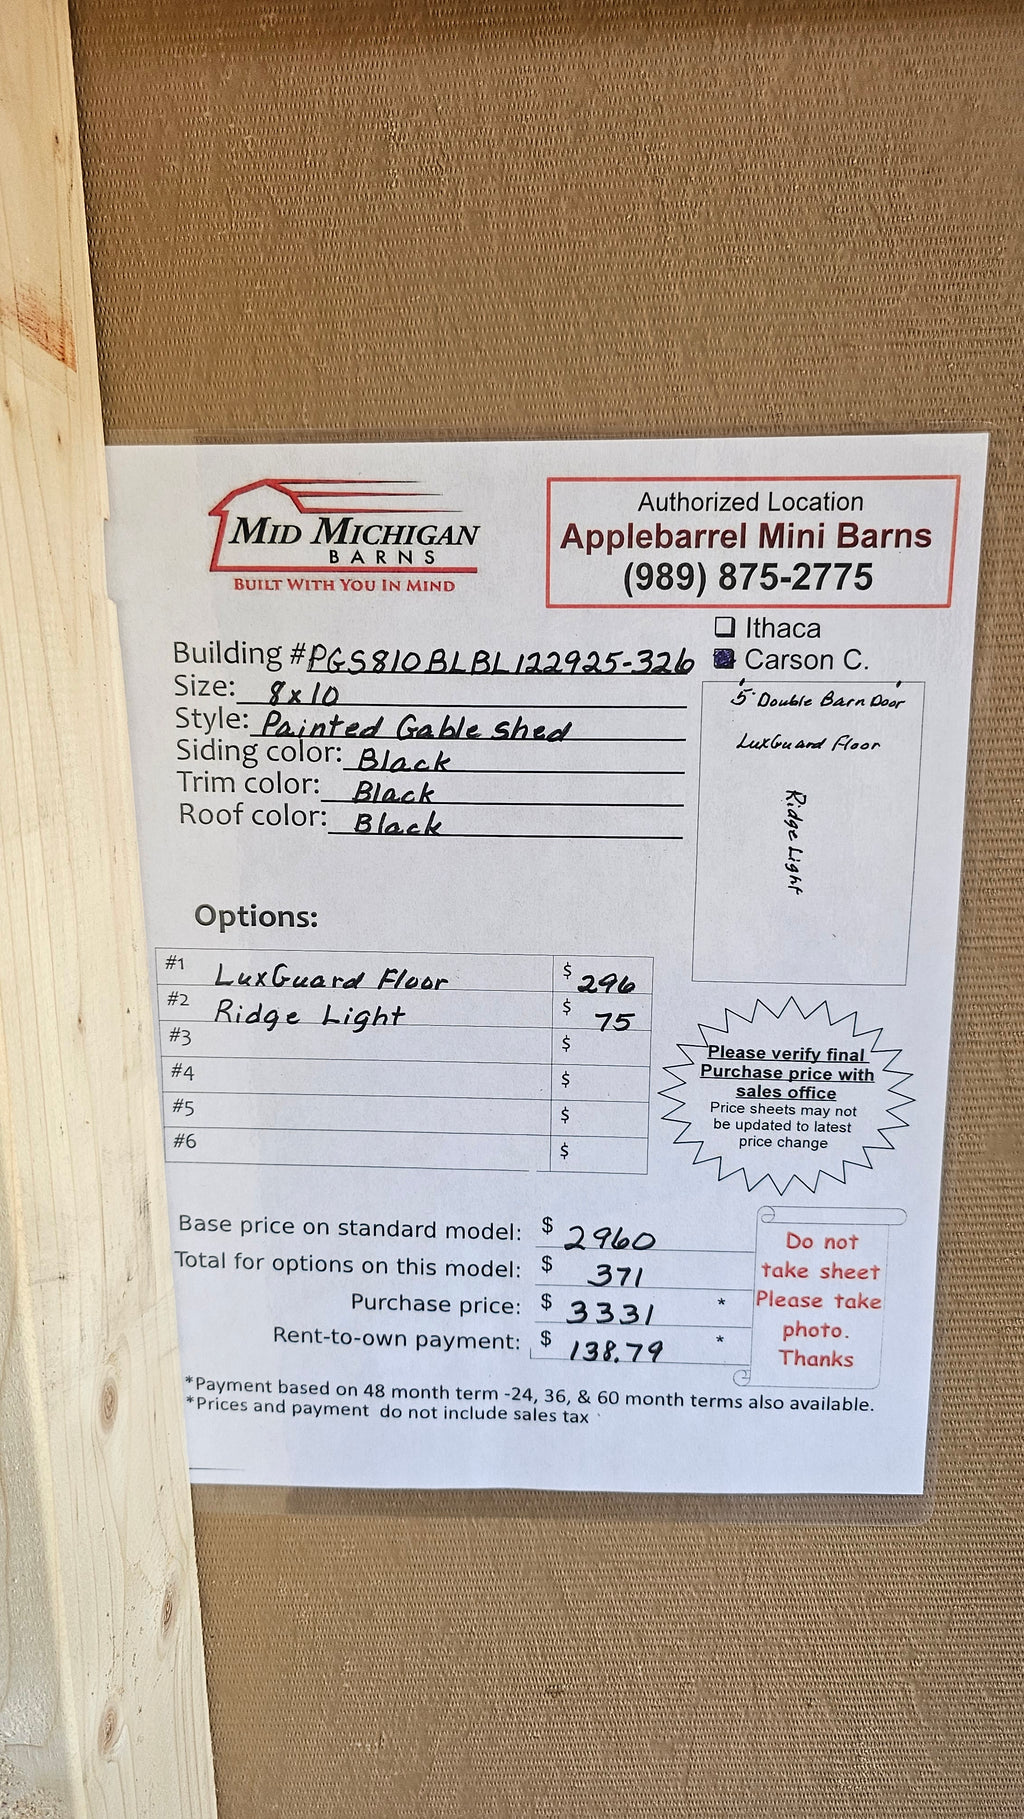 MID MICHIGAN
BARNS
BUILT WITH YOU IN MIND
Authorized Location
Applebarrel Mini Barns
(989) 875-2775
Ithaca
Carson C.
Building #PGS810BLBL122925-326
Size: 8x10
Style: Painted Gable Shed
Siding color: Black
Trim color: Black
Roof color: Black
5' Double Barn Door
LuxGuard Floor
Ridge Light
Options:
#1 LuxGuard Floor $ 296
#2 Ridge Light $ 75
#3 $
#4 $
#5 $
#6 $
Please verify final
Purchase price with
sales office
Price sheets may not
be updated to latest
price change
Base price on standard model: $ 2960
Total for options on this model: $ 371
Purchase price: $ 3331 *
Rent-to-own payment: $ 138.79 *
Do not
take sheet
Please take
photo.
Thanks
*Payment based on 48 month term -24, 36, & 60 month terms also available.
*Prices and payment do not include sales tax